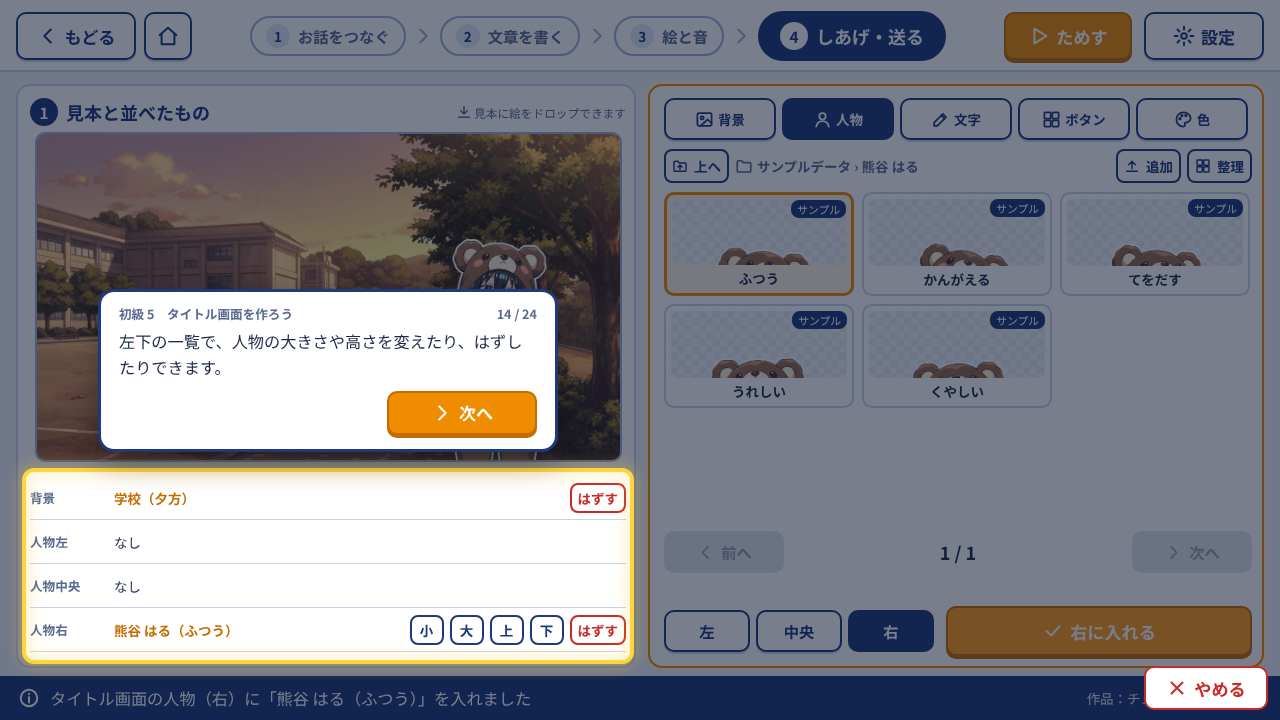 もどる
1 お話をつなぐ
2 文章を書く
3 絵と音
4 しあげ・送る
ためす
設定
1 見本と並べたもの
見本に絵をドロップできます
背景
人物
文字
ボタン
色
上へ
サンプルデータ › 熊谷 はる
追加
整理
サンプル
ふつう
サンプル
かんがえる
サンプル
てをだす
サンプル
うれしい
サンプル
くやしい
初級 5 タイトル画面を作ろう
14 / 24
左下の一覧で、人物の大きさや高さを変えたり、はずし
たりできます。
次へ
背景 学校（夕方） はずす
人物左 なし
人物中央 なし
人物右 熊谷 はる（ふつう） 小 大 上 下 はずす
前へ
1 / 1
次へ
左
中央
右
右に入れる
タイトル画面の人物（右）に「熊谷 はる（ふつう）」を入れました
作品：チ
やめる